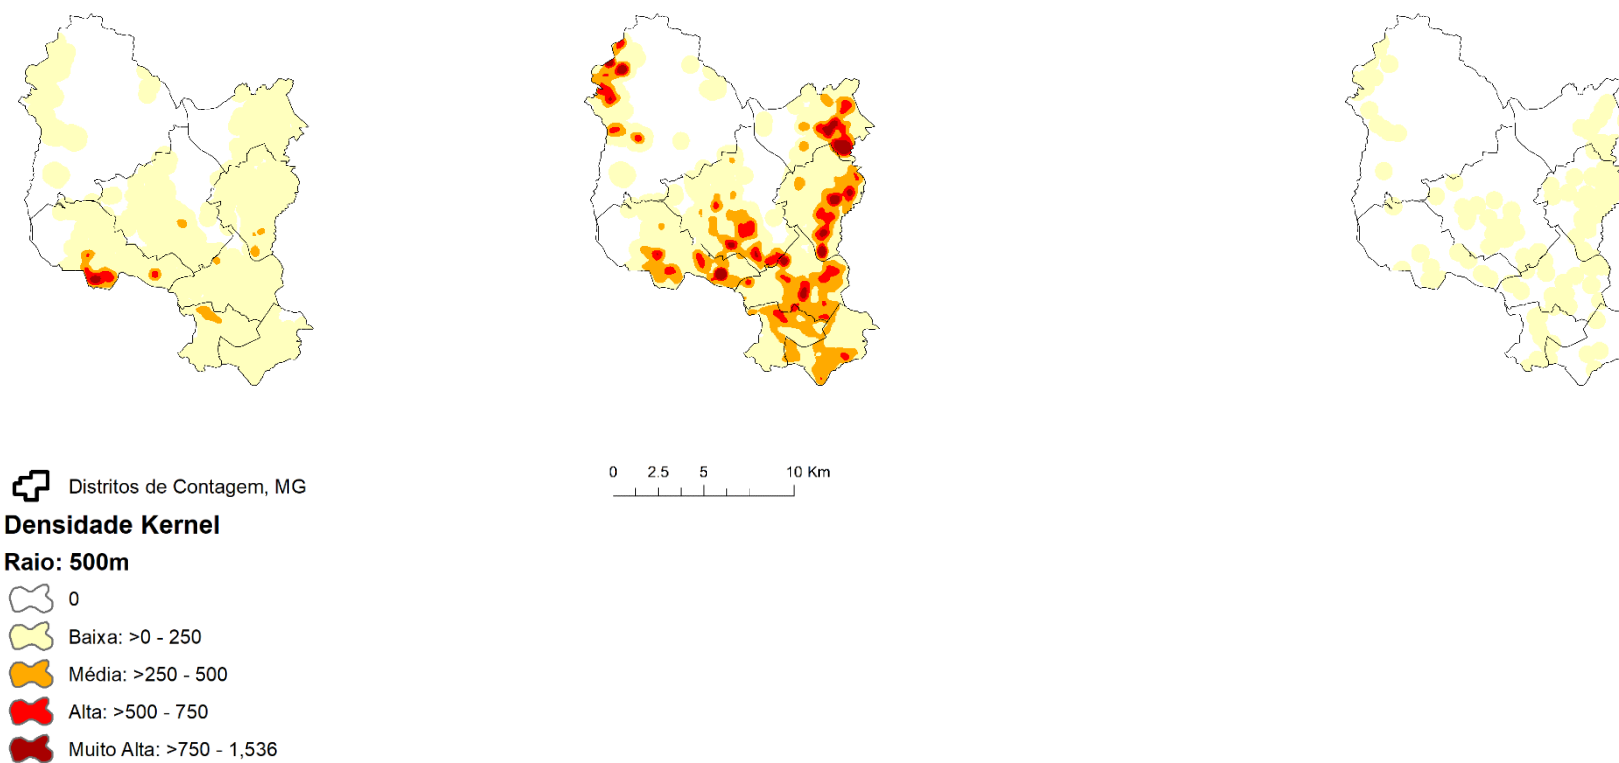 0 2.5 5 10 Km
Distritos de Contagem, MG
Densidade Kernel
Raio: 500m
0
Baixa: >0 - 250
Média: >250 - 500
Alta: >500 - 750
Muito Alta: >750 - 1,536